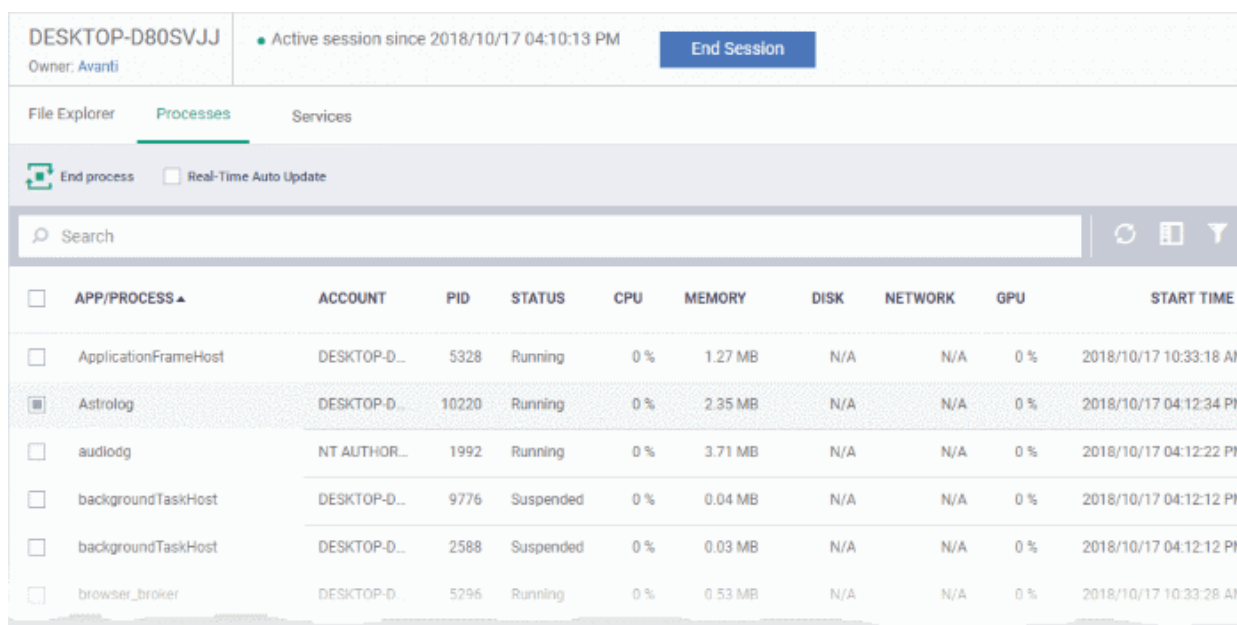 DESKTOP-D80SVJJ
Active session since 2018/10/17 04:10:13 PM
End Session
Owner: Avanti
File Explorer Processes Services
End process Real-Time Auto Update
Search
APP/PROCESS ACCOUNT PID STATUS CPU MEMORY DISK NETWORK GPU START TIME
ApplicationFrameHost DESKTOP-D... 5328 Running 0 % 1.27 MB N/A N/A 0 % 2018/10/17 10:33:18 AM
Astrolog DESKTOP-D... 10220 Running 0 % 2.35 MB N/A N/A 0 % 2018/10/17 04:12:34 PM
audiodg NT AUTHOR... 1992 Running 0 % 3.71 MB N/A N/A 0 % 2018/10/17 04:12:22 PM
backgroundTaskHost DESKTOP-D... 9776 Suspended 0 % 0.04 MB N/A N/A 0 % 2018/10/17 04:12:12 PM
backgroundTaskHost DESKTOP-D... 2588 Suspended 0 % 0.03 MB N/A N/A 0 % 2018/10/17 04:12:12 PM
browser_broker DESKTOP-D 5296 Running 0 % 0.53 MB N/A N/A 0 % 2018/10/17 10:33:28 AM